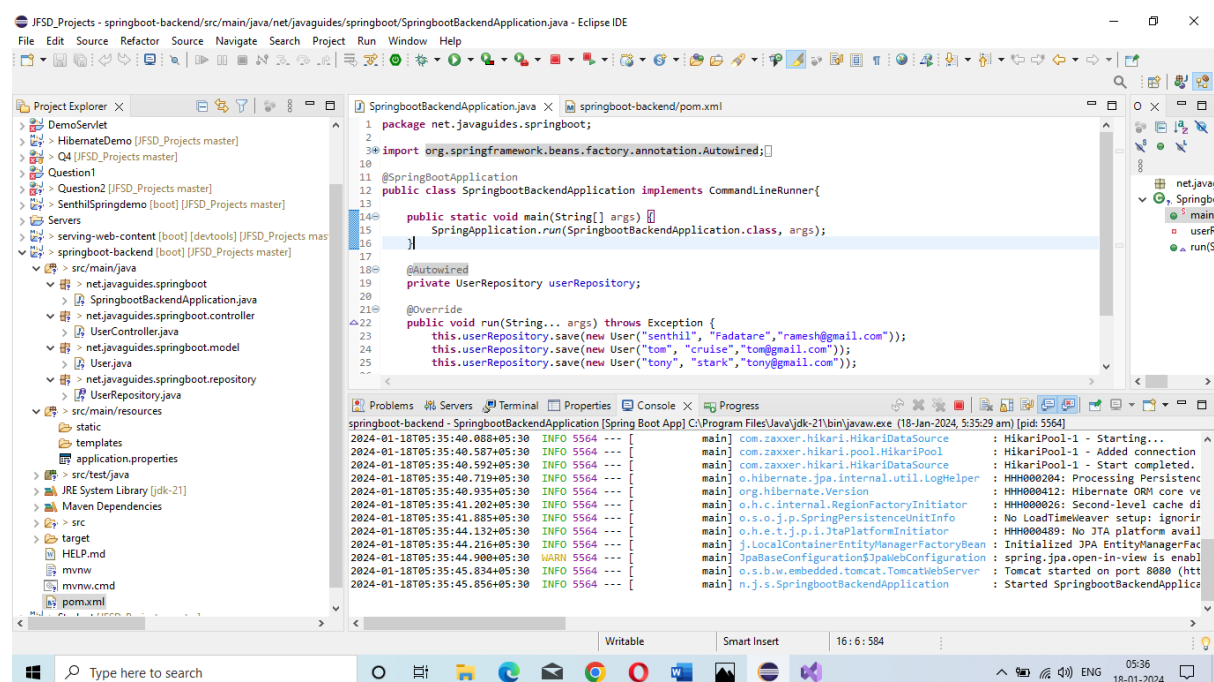 JFSD_Projects - springboot-backend/src/main/java/net/javaguides/springboot/SpringbootBackendApplication.java - Eclipse IDE
File Edit Source Refactor Source Navigate Search Project Run Window Help
Project Explorer
DemoServlet
> HibernateDemo [JFSD_Projects master]
> Q4 [JFSD_Projects master]
Question1
> Question2 [JFSD_Projects master]
> SenthilSpringdemo [boot] [JFSD_Projects master]
Servers
> serving-web-content [boot] [devtools] [JFSD_Projects mas
> springboot-backend [boot] [JFSD_Projects master]
> src/main/java
> net.javaguides.springboot
> SpringbootBackendApplication.java
> net.javaguides.springboot.controller
> UserController.java
> net.javaguides.springboot.model
> User.java
> net.javaguides.springboot.repository
> UserRepository.java
> src/main/resources
static
templates
application.properties
> src/test/java
JRE System Library [jdk-21]
Maven Dependencies
> src
target
HELP.md
mvnw
mvnw.cmd
pom.xml
SpringbootBackendApplication.java springboot-backend/pom.xml
1 package net.javaguides.springboot;
2
3 import org.springframework.beans.factory.annotation.Autowired;
10
11 @SpringBootApplication
12 public class SpringbootBackendApplication implements CommandLineRunner{
13
14 public static void main(String[] args) {
15 SpringApplication.run(SpringbootBackendApplication.class, args);
16 }
17
18 @Autowired
19 private UserRepository userRepository;
20
21 @Override
22 public void run(String... args) throws Exception {
23 this.userRepository.save(new User("senthil", "Fadatare","ramesh@gmail.com"));
24 this.userRepository.save(new User("tom", "cruise","tom@gmail.com"));
25 this.userRepository.save(new User("tony", "stark","tony@gmail.com"));
O
net.java
Springb
main
userR
run(S
Problems Servers Terminal Properties Console Progress
springboot-backend - SpringbootBackendApplication [Spring Boot App] C:\Program Files\Java\jdk-21\bin\javaw.exe (18-Jan-2024, 5:35:29 am) [pid: 5564]
2024-01-18T05:35:40.088+05:30 INFO 5564 --- [ main] com.zaxxer.hikari.HikariDataSource : HikariPool-1 - Starting...
2024-01-18T05:35:40.587+05:30 INFO 5564 --- [ main] com.zaxxer.hikari.pool.HikariPool : HikariPool-1 - Added connection
2024-01-18T05:35:40.592+05:30 INFO 5564 --- [ main] com.zaxxer.hikari.HikariDataSource : HikariPool-1 - Start completed.
2024-01-18T05:35:40.719+05:30 INFO 5564 --- [ main] o.hibernate.jpa.internal.util.LogHelper : HHH000204: Processing Persistenc
2024-01-18T05:35:40.935+05:30 INFO 5564 --- [ main] org.hibernate.Version : HHH000412: Hibernate ORM core ve
2024-01-18T05:35:41.202+05:30 INFO 5564 --- [ main] o.h.c.internal.RegionFactoryInitiator : HHH000026: Second-level cache di
2024-01-18T05:35:41.885+05:30 INFO 5564 --- [ main] o.s.o.j.p.SpringPersistenceUnitInfo : No LoadTimeWeaver setup: ignorin
2024-01-18T05:35:44.132+05:30 INFO 5564 --- [ main] o.h.e.t.j.p.i.JtaPlatformInitiator : HHH000489: No JTA platform avail
2024-01-18T05:35:44.216+05:30 INFO 5564 --- [ main] j.LocalContainerEntityManagerFactoryBean : Initialized JPA EntityManagerFac
2024-01-18T05:35:44.900+05:30 WARN 5564 --- [ main] JpaBaseConfiguration$JpaWebConfiguration : spring.jpa.open-in-view is enabl
2024-01-18T05:35:45.834+05:30 INFO 5564 --- [ main] o.s.b.w.embedded.tomcat.TomcatWebServer : Tomcat started on port 8080 (htt
2024-01-18T05:35:45.856+05:30 INFO 5564 --- [ main] n.j.s.SpringbootBackendApplication : Started SpringbootBackendApplica
Writable Smart Insert 16 : 6 : 584
Type here to search
ENG
05:36
18-01-2024